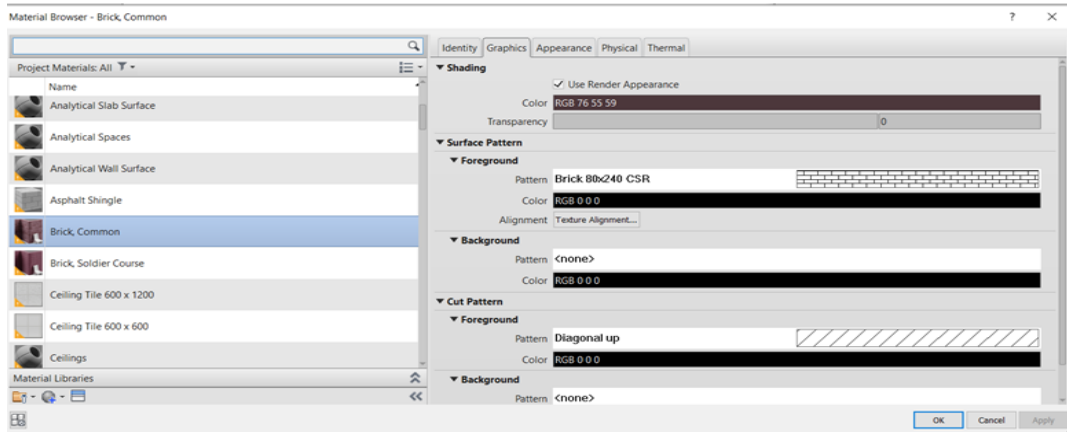 Material Browser - Brick, Common
? ×
Project Materials: All
Name
Analytical Slab Surface
Analytical Spaces
Analytical Wall Surface
Asphalt Shingle
Brick, Common
Brick, Soldier Course
Ceiling Tile 600 x 1200
Ceiling Tile 600 x 600
Ceilings
Material Libraries
Identity Graphics Appearance Physical Thermal
Shading
Use Render Appearance
Color RGB 76 55 59
Transparency 0
Surface Pattern
Foreground
Pattern Brick 80x240 CSR
Color RGB 0 0 0
Alignment Texture Alignment...
Background
Pattern <none>
Color RGB 0 0 0
Cut Pattern
Foreground
Pattern Diagonal up
Color RGB 0 0 0
Background
Pattern <none>
OK Cancel Apply